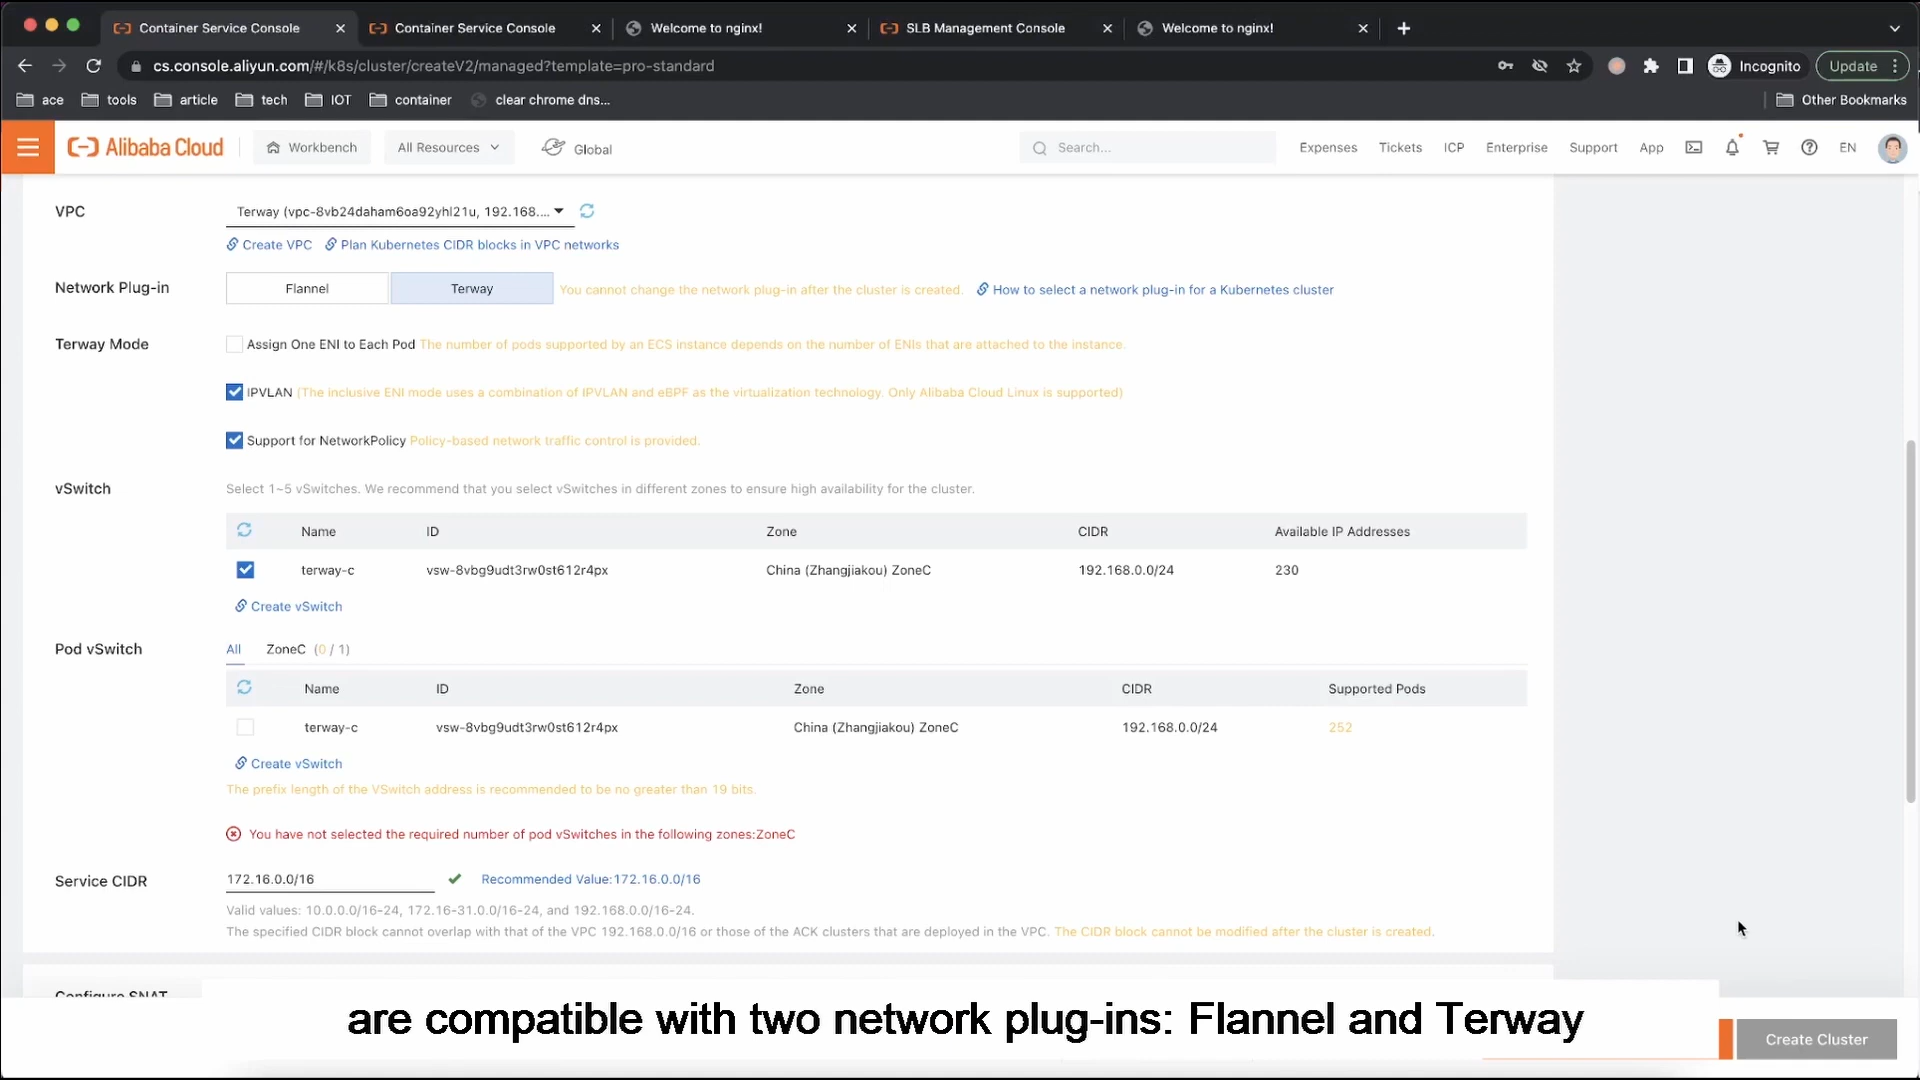 Container Service Console
Container Service Console
Welcome to nginx!
SLB Management Console
Welcome to nginx!
cs.console.aliyun.com/#/k8s/cluster/createV2/managed?template=pro-standard
Incognito
Update
ace
tools
article
tech
IOT
container
clear chrome dns...
Other Bookmarks
Alibaba Cloud
Workbench
All Resources
Global
Search...
Expenses
Tickets
ICP
Enterprise
Support
App
EN
VPC
Terway (vpc-8vb24daham6oa92yhl21u, 192.168....
Create VPC
Plan Kubernetes CIDR blocks in VPC networks
Network Plug-in
Flannel
Terway
You cannot change the network plug-in after the cluster is created.
How to select a network plug-in for a Kubernetes cluster
Terway Mode
Assign One ENI to Each Pod The number of pods supported by an ECS instance depends on the number of ENIs that are attached to the instance.
IPVLAN (The inclusive ENI mode uses a combination of IPVLAN and eBPF as the virtualization technology. Only Alibaba Cloud Linux is supported)
Support for NetworkPolicy Policy-based network traffic control is provided.
vSwitch
Select 1~5 vSwitches. We recommend that you select vSwitches in different zones to ensure high availability for the cluster.
Name ID Zone CIDR Available IP Addresses
terway-c vsw-8vbg9udt3rw0st612r4px China (Zhangjiakou) ZoneC 192.168.0.0/24 230
Create vSwitch
Pod vSwitch
All ZoneC (0 / 1)
Name ID Zone CIDR Supported Pods
terway-c vsw-8vbg9udt3rw0st612r4px China (Zhangjiakou) ZoneC 192.168.0.0/24 252
Create vSwitch
The prefix length of the VSwitch address is recommended to be no greater than 19 bits.
You have not selected the required number of pod vSwitches in the following zones:ZoneC
Service CIDR
172.16.0.0/16
Recommended Value:172.16.0.0/16
Valid values: 10.0.0.0/16-24, 172.16-31.0.0/16-24, and 192.168.0.0/16-24.
The specified CIDR block cannot overlap with that of the VPC 192.168.0.0/16 or those of the ACK clusters that are deployed in the VPC. The CIDR block cannot be modified after the cluster is created.
Configure SNAT
are compatible with two network plug-ins: Flannel and Terway
Create Cluster